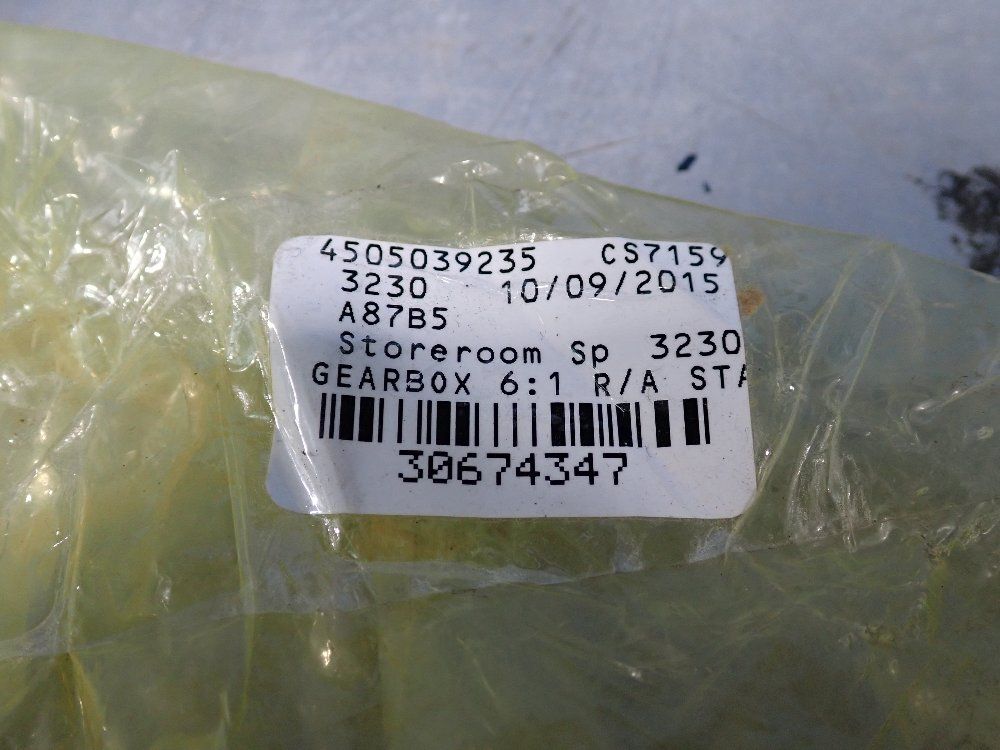 4505039235 CS7159
3230 10/09/2015
A87B5
Storeroom Sp 3230
GEARBOX 6:1 R/A STA
30674347